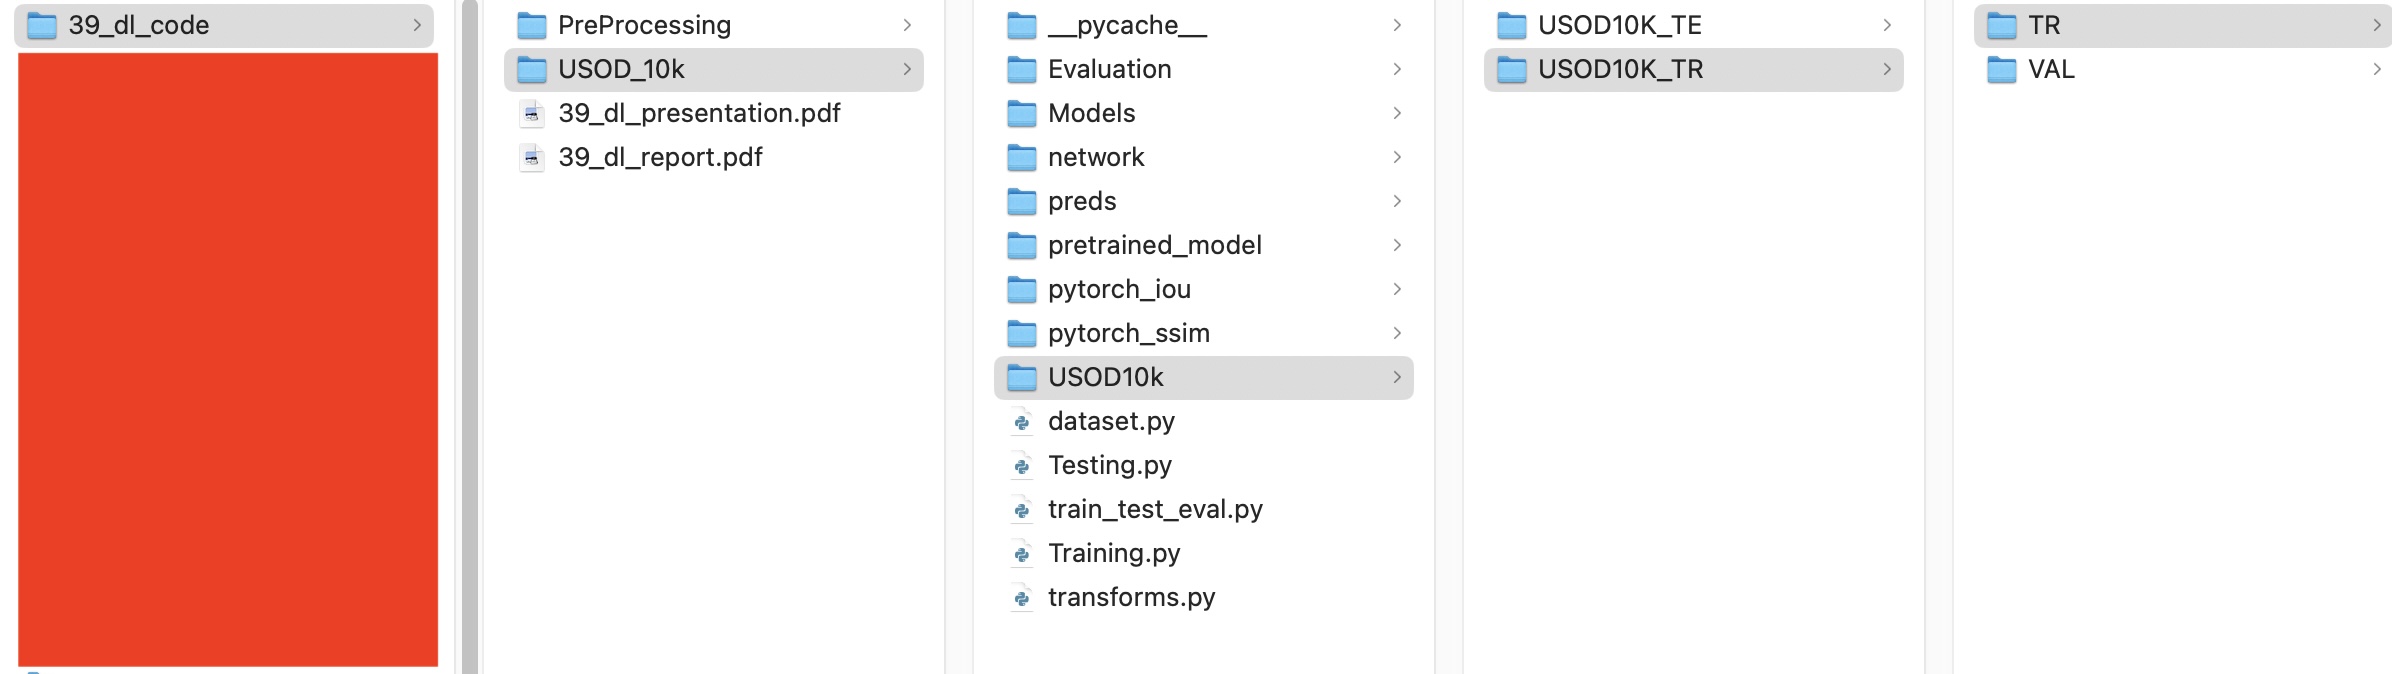 39_dl_code
PreProcessing
USOD_10k
39_dl_presentation.pdf
39_dl_report.pdf
__pycache__
Evaluation
Models
network
preds
pretrained_model
pytorch_iou
pytorch_ssim
USOD10k
dataset.py
Testing.py
train_test_eval.py
Training.py
transforms.py
USOD10K_TE
USOD10K_TR
TR
VAL